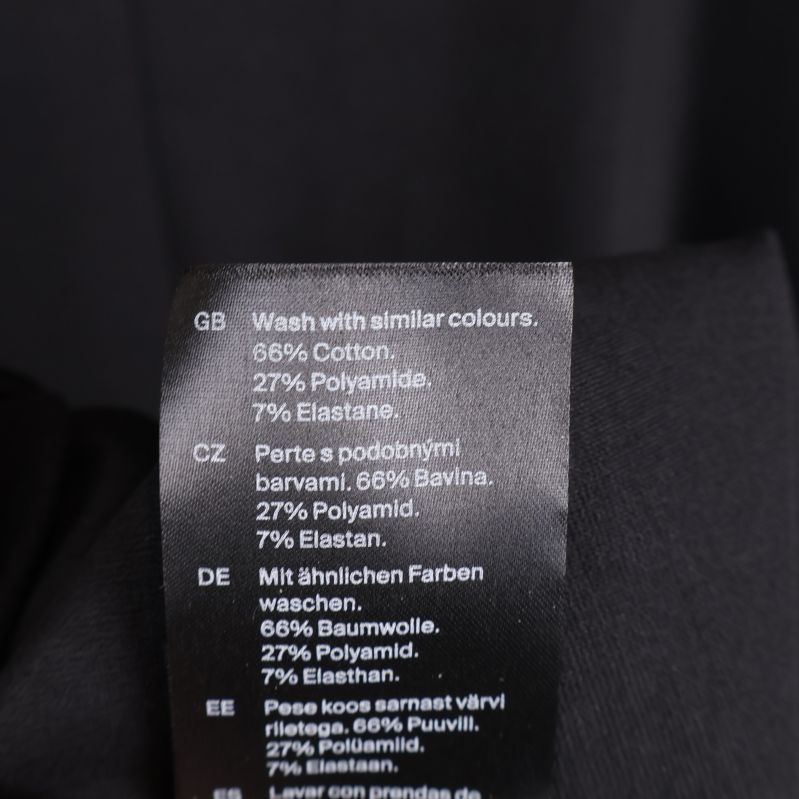 GB Wash with similar colours.
66% Cotton.
27% Polyamide.
7% Elastane.
CZ Perte s podobnými
barvami. 66% Bavlna.
27% Polyamid.
7% Elastan.
DE Mit ähnlichen Farben
waschen.
66% Baumwolle.
27% Polyamid.
7% Elasthan.
EE Pese koos sarnast värvi
riietega. 66% Puuvill.
27% Polüamiid.
7% Elastaan.
ES Lavar con prendas de